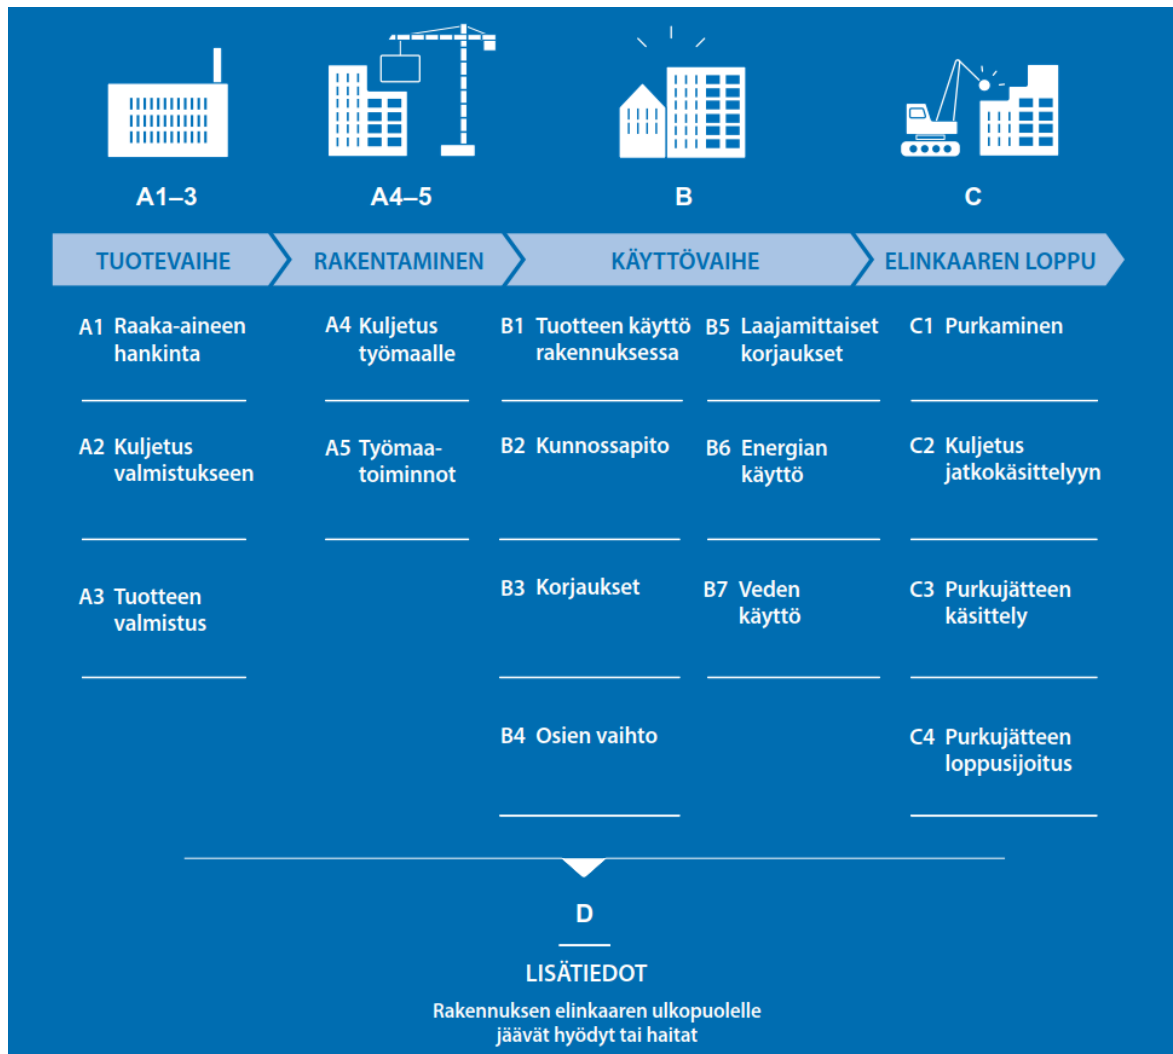 A1–3
A4–5
B
C
TUOTEVAIHE
RAKENTAMINEN
KÄYTTÖVAIHE
ELINKAAREN LOPPU
A1 Raaka-aineen
hankinta
A2 Kuljetus
valmistukseen
A3 Tuotteen
valmistus
A4 Kuljetus
työmaalle
A5 Työmaa-
toiminnot
B1 Tuotteen käyttö
rakennuksessa
B2 Kunnossapito
B3 Korjaukset
B4 Osien vaihto
B5 Laajamittaiset
korjaukset
B6 Energian
käyttö
B7 Veden
käyttö
C1 Purkaminen
C2 Kuljetus
jatkokäsittelyyn
C3 Purkujätteen
käsittely
C4 Purkujätteen
loppusijoitus
D
LISÄTIEDOT
Rakennuksen elinkaaren ulkopuolelle
jäävät hyödyt tai haitat